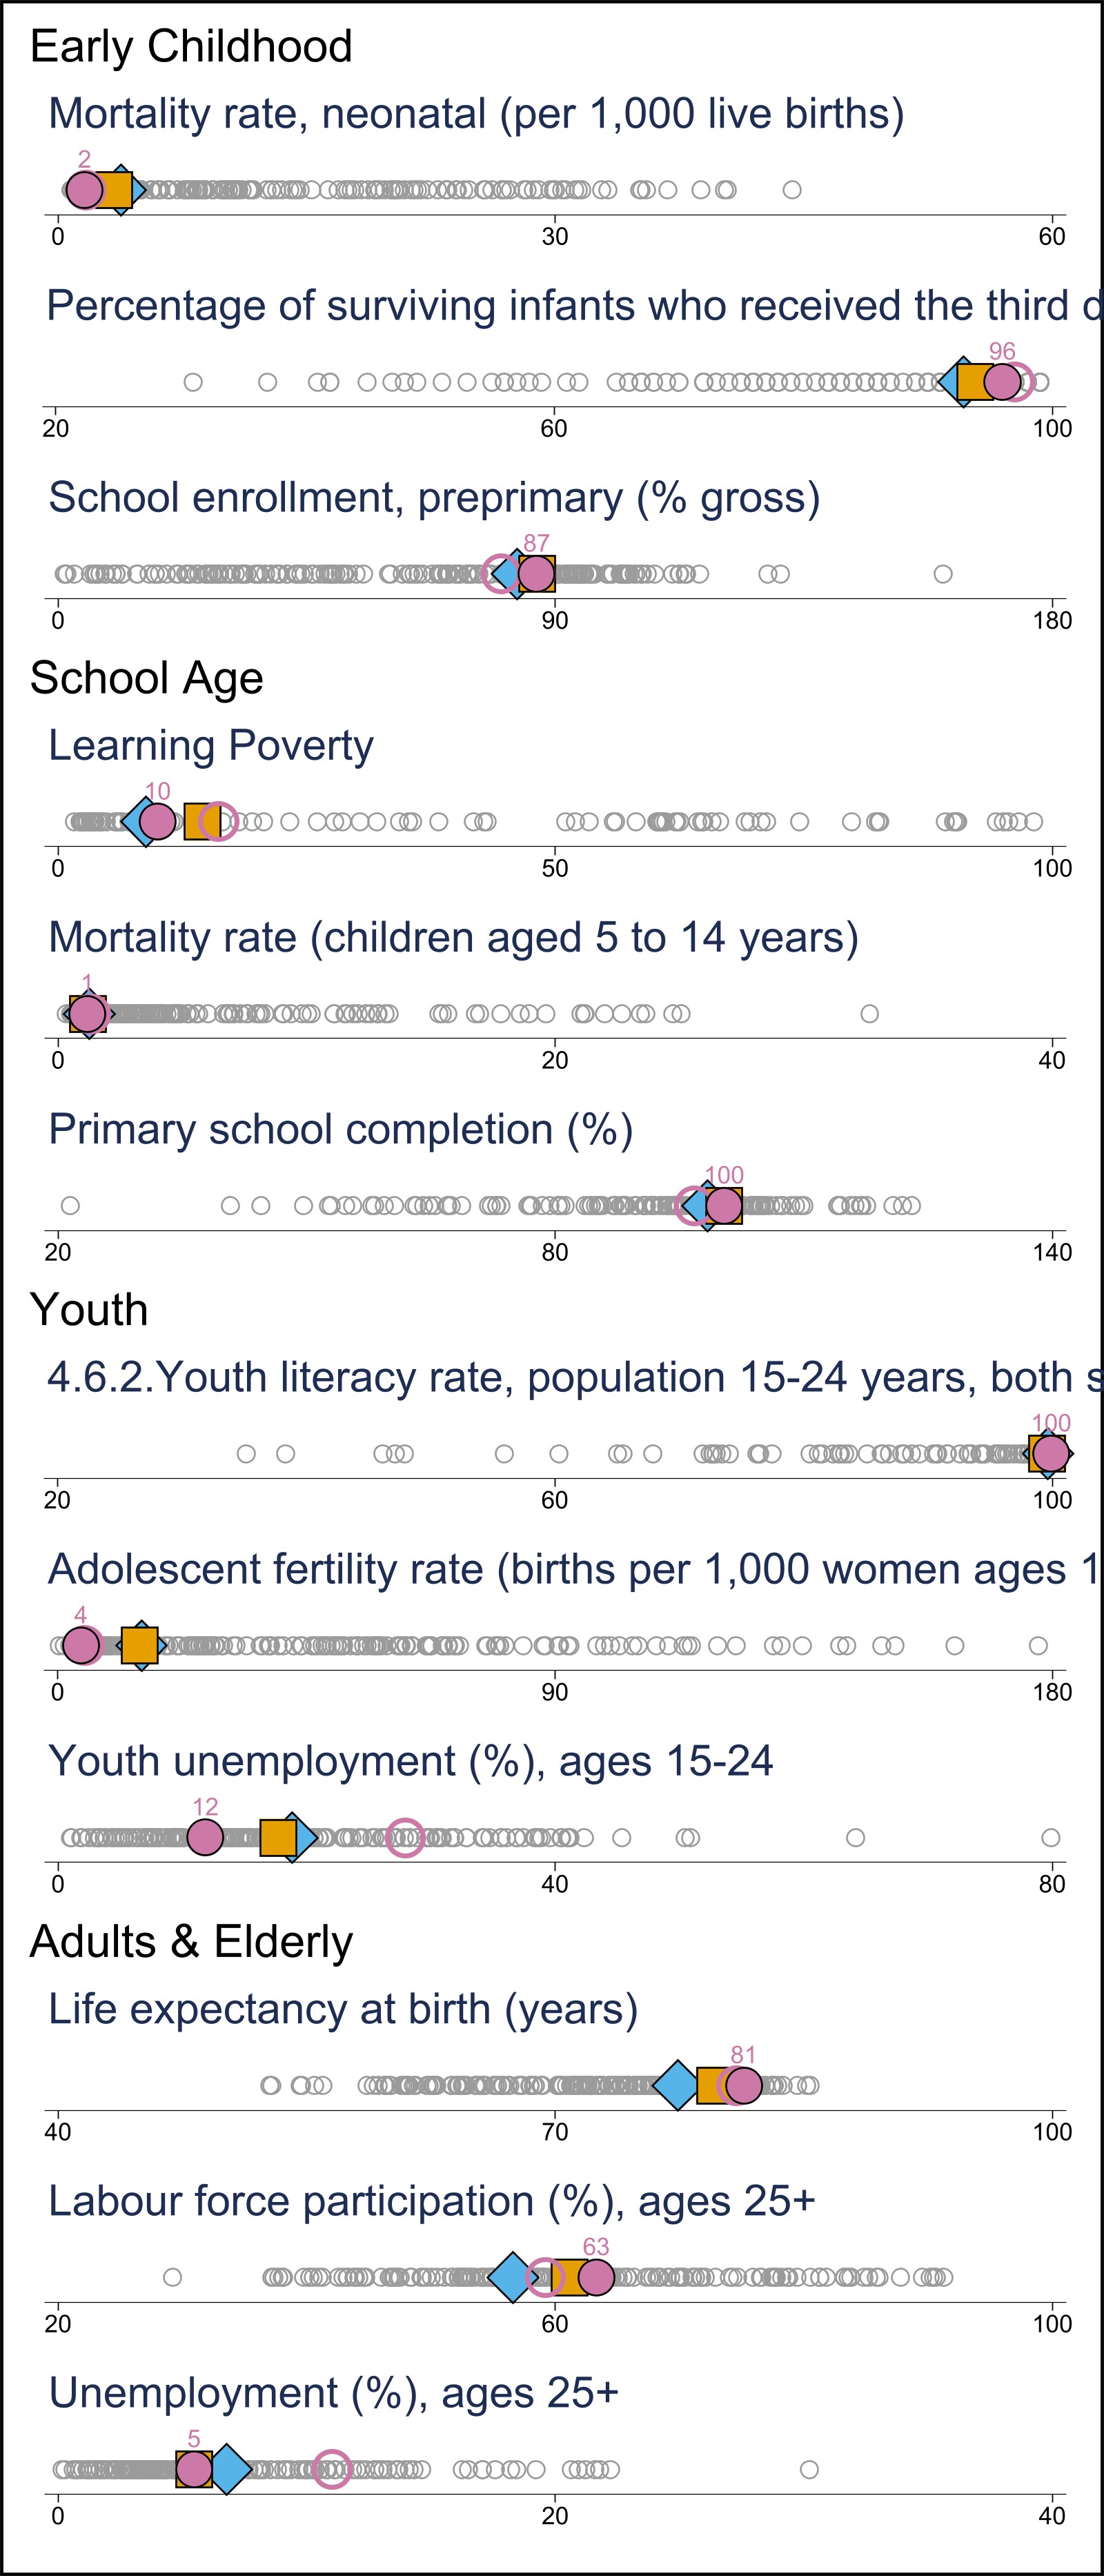 Early Childhood
Mortality rate, neonatal (per 1,000 live births)
2
0 30 60
Percentage of surviving infants who received the third d
96
20 60 100
School enrollment, preprimary (% gross)
87
0 90 180
School Age
Learning Poverty
10
0 50 100
Mortality rate (children aged 5 to 14 years)
1
0 20 40
Primary school completion (%)
100
20 80 140
Youth
4.6.2.Youth literacy rate, population 15-24 years, both s
100
20 60 100
Adolescent fertility rate (births per 1,000 women ages 1
4
0 90 180
Youth unemployment (%), ages 15-24
12
0 40 80
Adults & Elderly
Life expectancy at birth (years)
81
40 70 100
Labour force participation (%), ages 25+
63
20 60 100
Unemployment (%), ages 25+
5
0 20 40